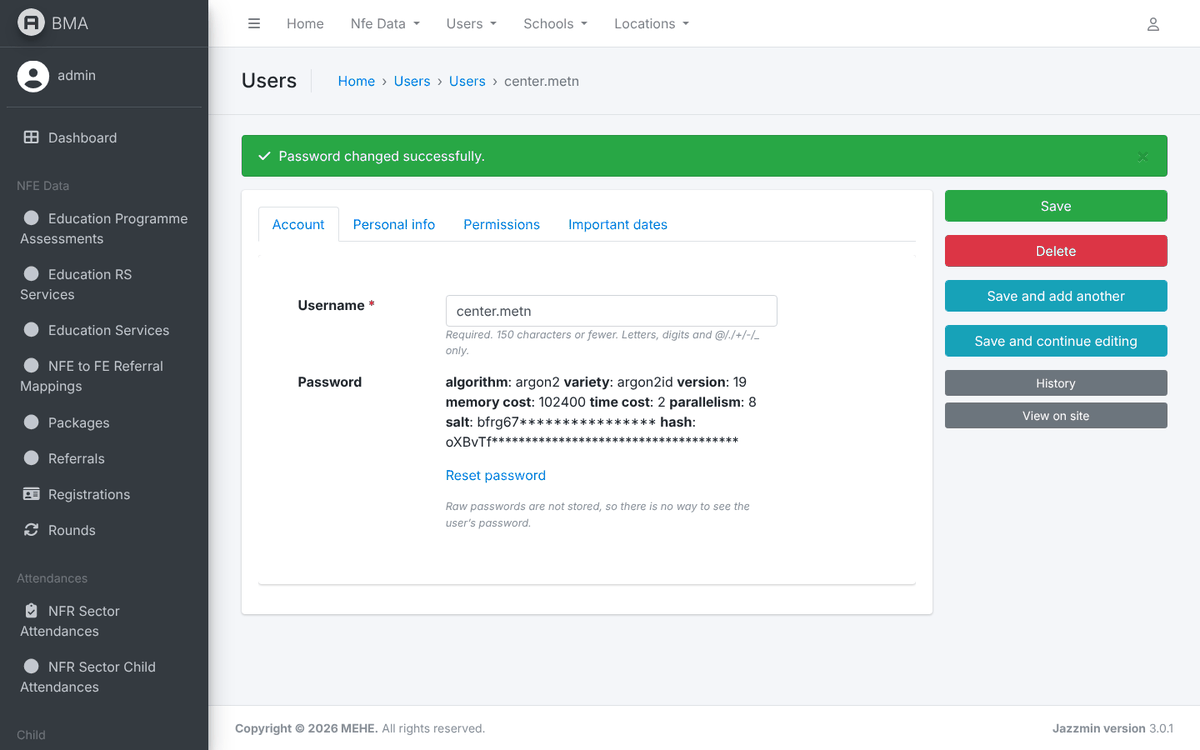 BMA
Home Nfe Data Users Schools Locations
admin
Users
Home › Users › Users › center.metn
Dashboard
Password changed successfully.
×
NFE Data
Education Programme
Assessments
Education RS
Services
Education Services
NFE to FE Referral
Mappings
Packages
Referrals
Registrations
Rounds
Attendances
NFR Sector
Attendances
NFR Sector Child
Attendances
Child
Account Personal info Permissions Important dates
Username *
center.metn
Required. 150 characters or fewer. Letters, digits and @/./+/-/_
only.
Password
algorithm: argon2 variety: argon2id version: 19
memory cost: 102400 time cost: 2 parallelism: 8
salt: bfrg67**************** hash:
oXBvTf**************************************
Reset password
Raw passwords are not stored, so there is no way to see the
user's password.
Save
Delete
Save and add another
Save and continue editing
History
View on site
Copyright © 2026 MEHE. All rights reserved.
Jazzmin version 3.0.1